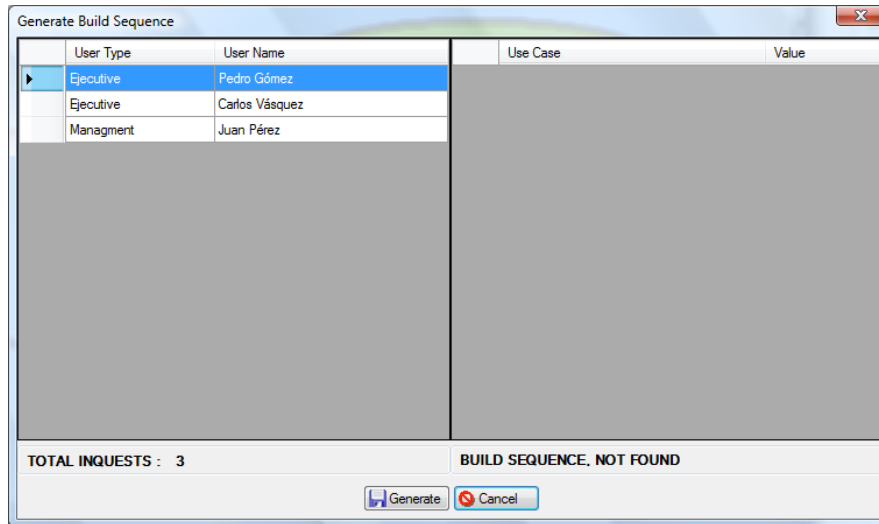 Generate Build Sequence
User Type User Name Use Case Value
Ejecutive Pedro Gómez
Ejecutive Carlos Vásquez
Managment Juan Pérez
TOTAL INQUESTS : 3 BUILD SEQUENCE, NOT FOUND
Generate Cancel